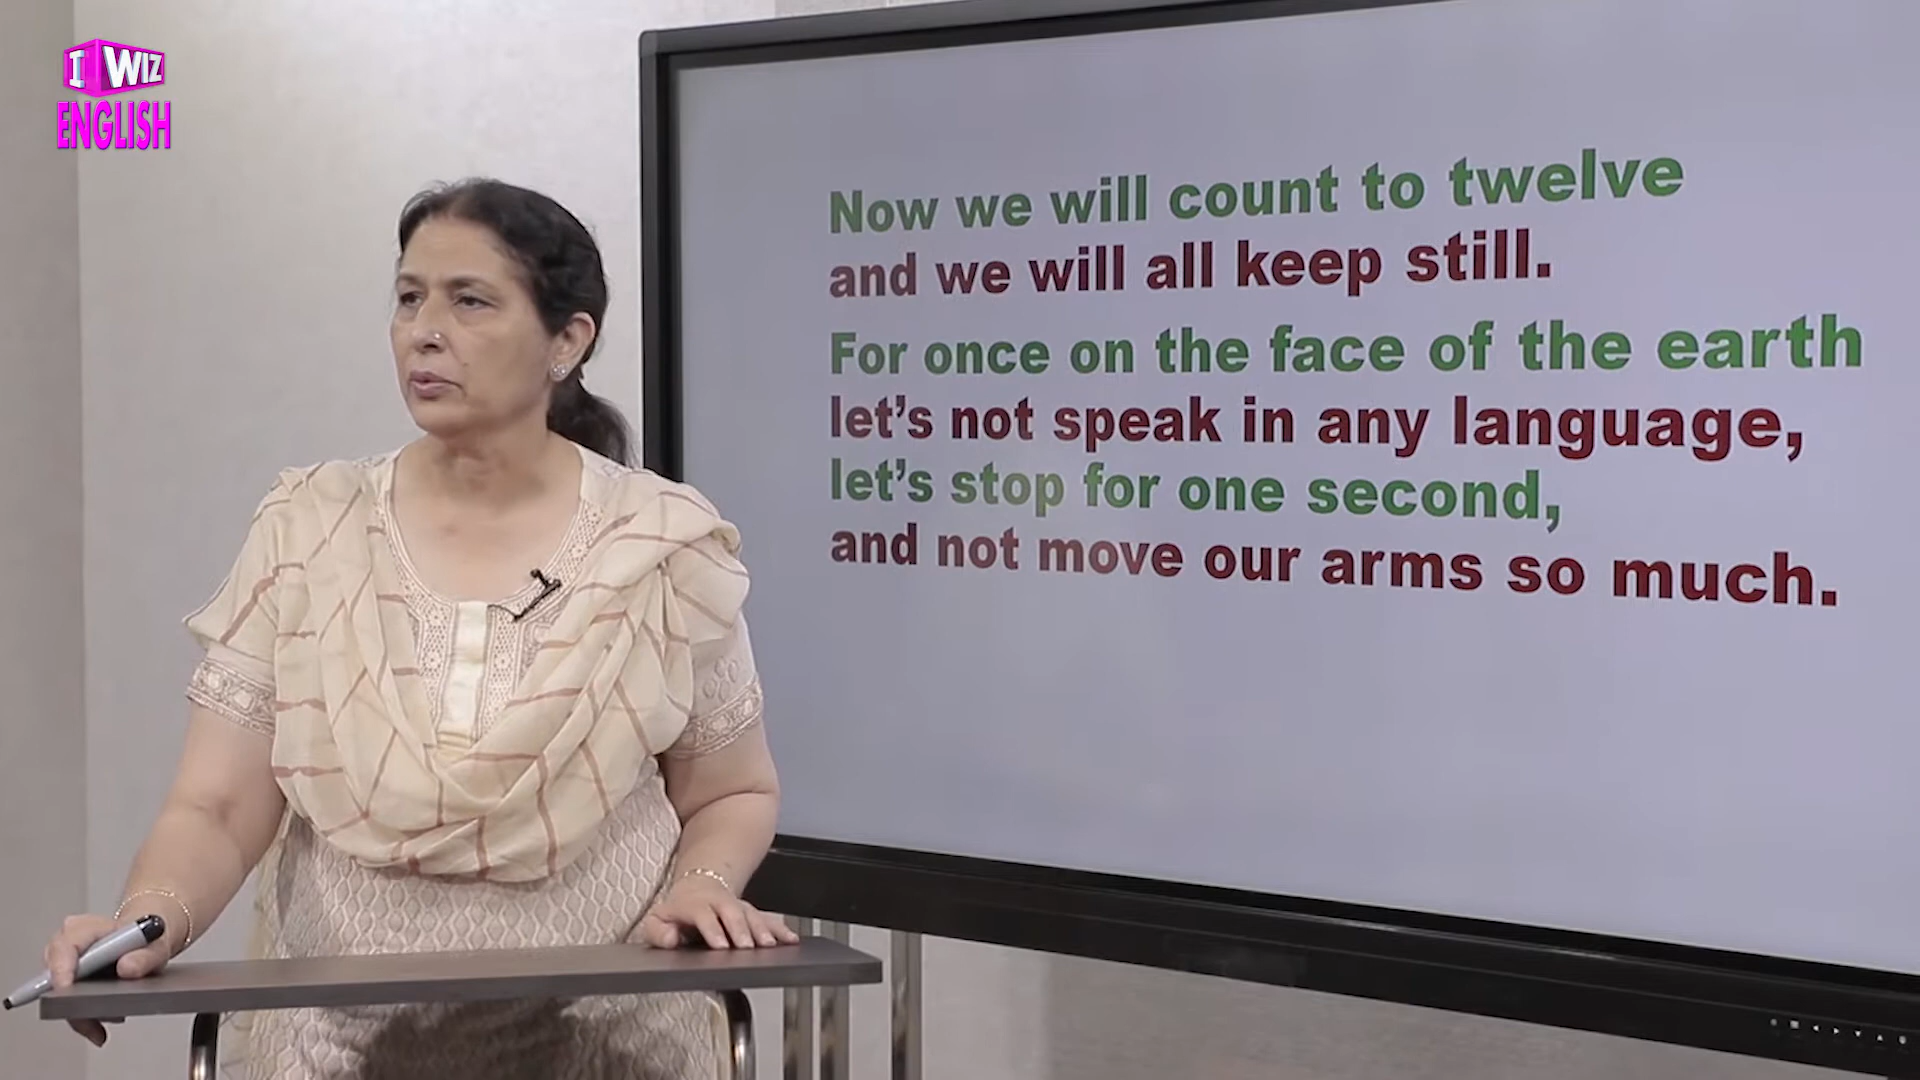 I WIZ
ENGLISH
Now we will count to twelve
and we will all keep still.
For once on the face of the earth
let's not speak in any language,
let's stop for one second,
and not move our arms so much.